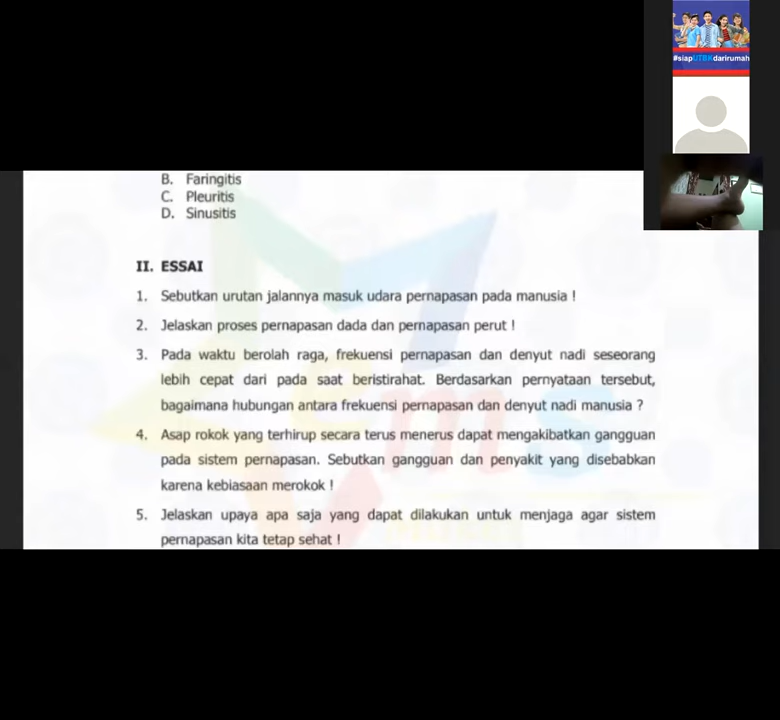 #siapUTBKdarirumah
B. Faringitis
C. Pleuritis
D. Sinusitis
II. ESSAI
1. Sebutkan urutan jalannya masuk udara pernapasan pada manusia !
2. Jelaskan proses pernapasan dada dan pernapasan perut !
3. Pada waktu berolah raga, frekuensi pernapasan dan denyut nadi seseorang
lebih cepat dari pada saat beristirahat. Berdasarkan pernyataan tersebut,
bagaimana hubungan antara frekuensi pernapasan dan denyut nadi manusia ?
4. Asap rokok yang terhirup secara terus menerus dapat mengakibatkan gangguan
pada sistem pernapasan. Sebutkan gangguan dan penyakit yang disebabkan
karena kebiasaan merokok !
5. Jelaskan upaya apa saja yang dapat dilakukan untuk menjaga agar sistem
pernapasan kita tetap sehat !